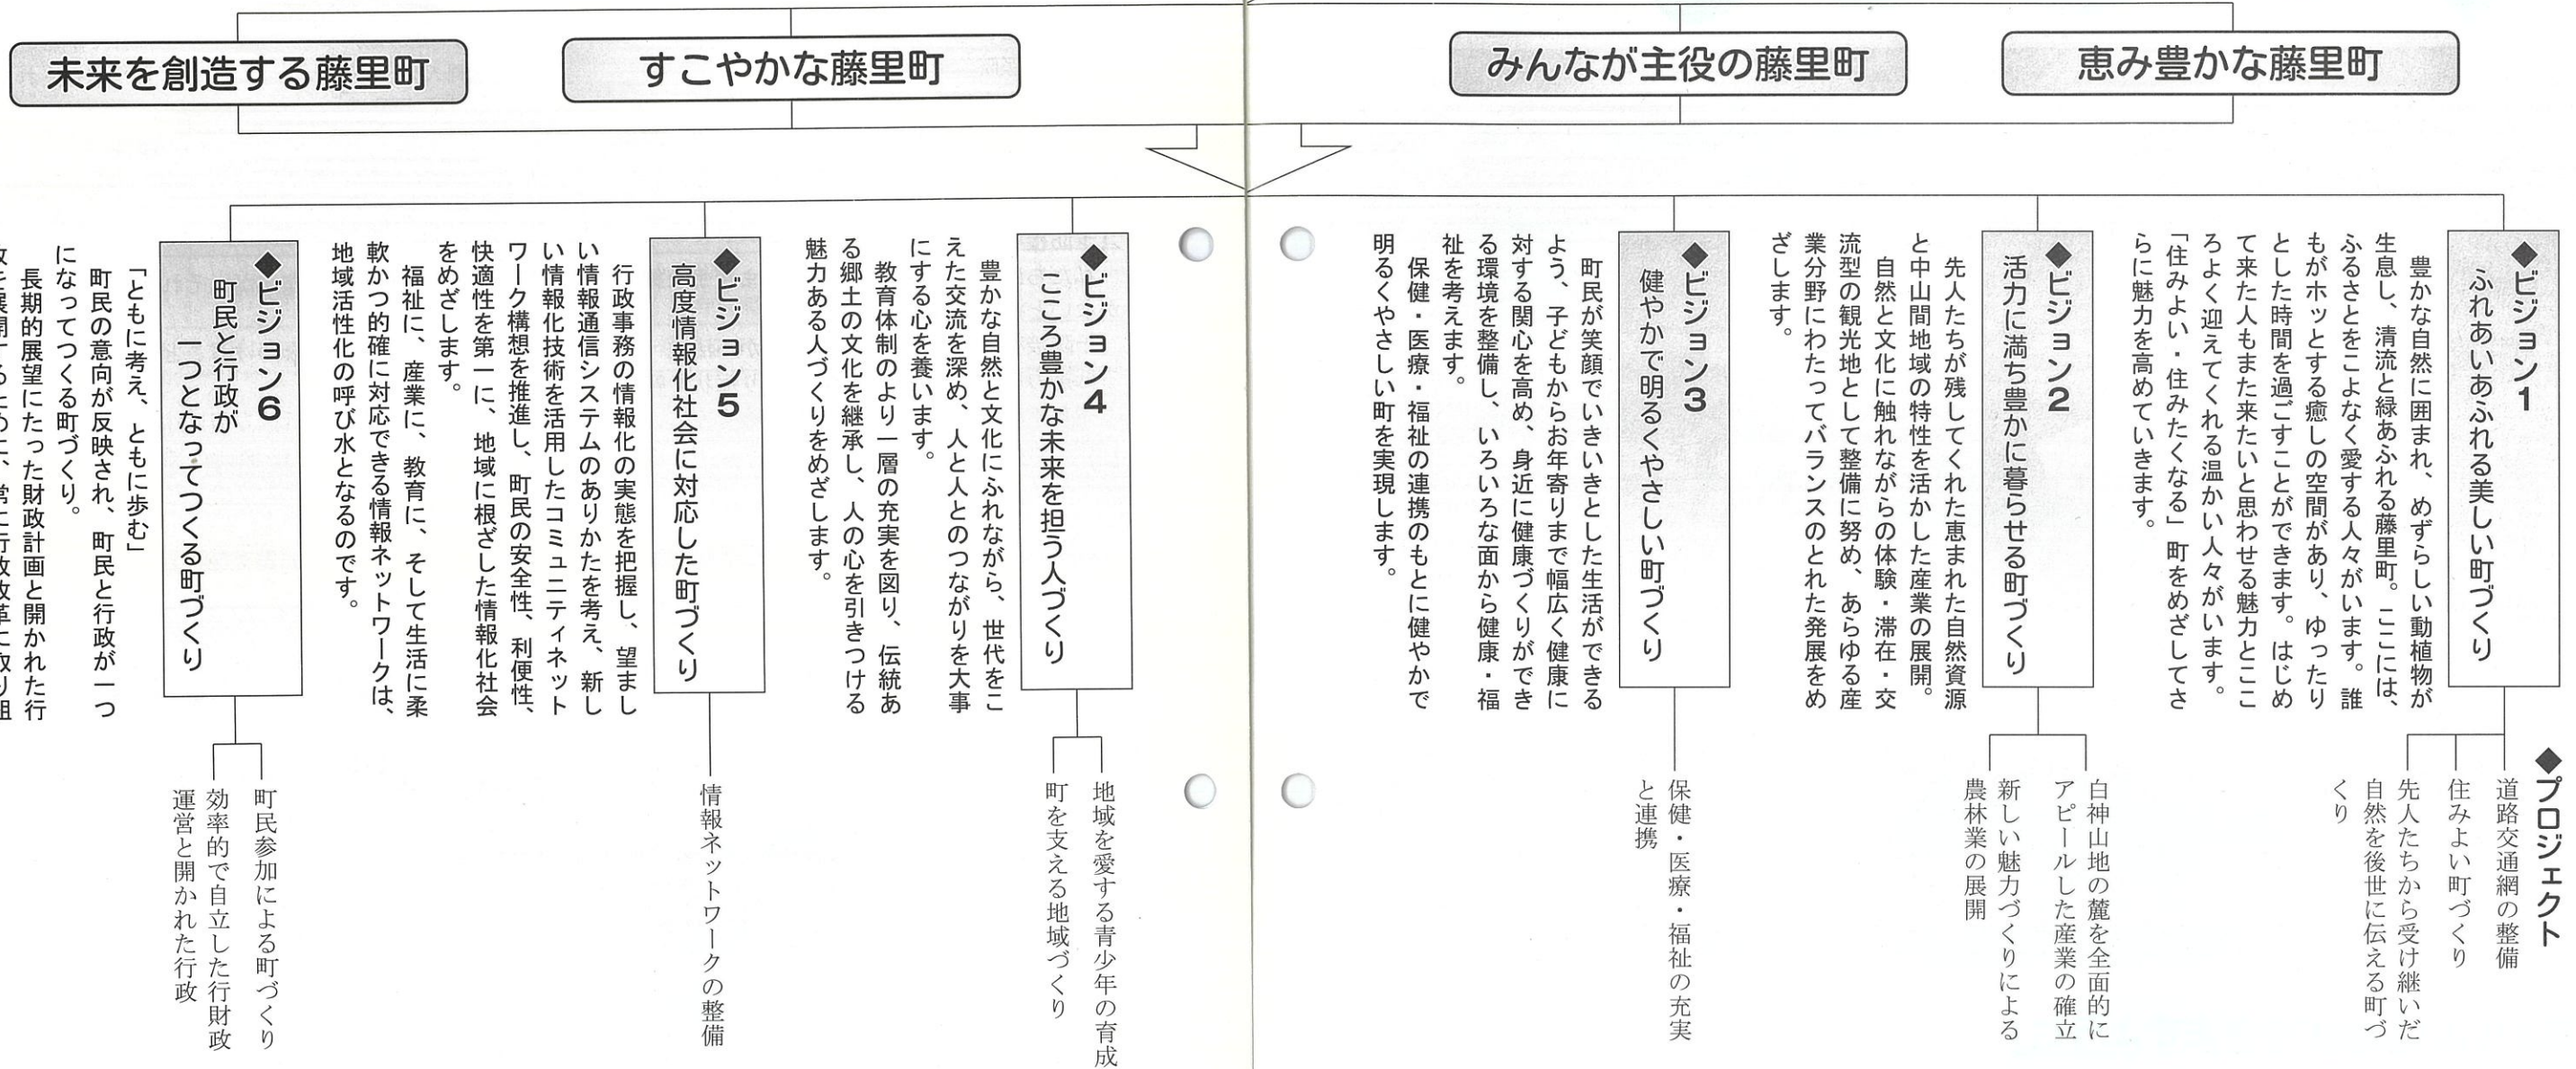 恵み豊かな藤里町
みんなが主役の藤里町
すこやかな藤里町
未来を創造する藤里町
◆ビジョン1
ふれあいあふれる美しい町づくり
豊かな自然に囲まれ、めずらしい動植物が
生息し、清流と緑あふれる藤里町。ここには、
ふるさとをこよなく愛する人々がいます。誰
もがホッとする癒しの空間があり、ゆったり
とした時間を過ごすことができます。はじめ
て来た人もまた来たいと思わせる魅力とここ
ろよく迎えてくれる温かい人々がいます。
「住みよい・住みたくなる」町をめざしてさ
らに魅力を高めていきます。
◆プロジェクト
道路交通網の整備
住みよい町づくり
先人たちから受け継いだ
自然を後世に伝える町づ
くり
◆ビジョン2
活力に満ち豊かに暮らせる町づくり
先人たちが残してくれた恵まれた自然資源
と中山間地域の特性を活かした産業の展開。
自然と文化に触れながらの体験・滞在・交
流型の観光地として整備に努め、あらゆる産
業分野にわたってバランスのとれた発展をめ
ざします。
白神山地の麓を全面的に
アピールした産業の確立
新しい魅力づくりによる
農林業の展開
◆ビジョン3
健やかで明るくやさしい町づくり
町民が笑顔でいきいきとした生活ができる
よう、子どもからお年寄りまで幅広く健康に
対する関心を高め、身近に健康づくりができ
る環境を整備し、いろいろな面から健康・福
祉を考えます。
保健・医療・福祉の連携のもとに健やかで
明るくやさしい町を実現します。
保健・医療・福祉の充実
と連携
◆ビジョン4
こころ豊かな未来を担う人づくり
豊かな自然と文化にふれながら、世代をこ
えた交流を深め、人と人とのつながりを大事
にする心を養います。
教育体制のより一層の充実を図り、伝統あ
る郷土の文化を継承し、人の心を引きつける
魅力ある人づくりをめざします。
地域を愛する青少年の育成
町を支える地域づくり
◆ビジョン5
高度情報化社会に対応した町づくり
行政事務の情報化の実態を把握し、望まし
い情報通信システムのありかたを考え、新し
い情報化技術を活用したコミュニティネット
ワーク構想を推進し、町民の安全性、利便性、
快適性を第一に、地域に根ざした情報化社会
をめざします。
福祉に、産業に、教育に、そして生活に柔
軟かつ的確に対応できる情報ネットワークは、
地域活性化の呼び水となるのです。
情報ネットワークの整備
◆ビジョン6
町民と行政が
一つとなってつくる町づくり
「ともに考え、ともに歩む」
町民の意向が反映され、町民と行政が一つ
になってつくる町づくり。
長期的展望にたった財政計画と開かれた行
町民参加による町づくり
効率的で自立した行財政
運営と開かれた行政